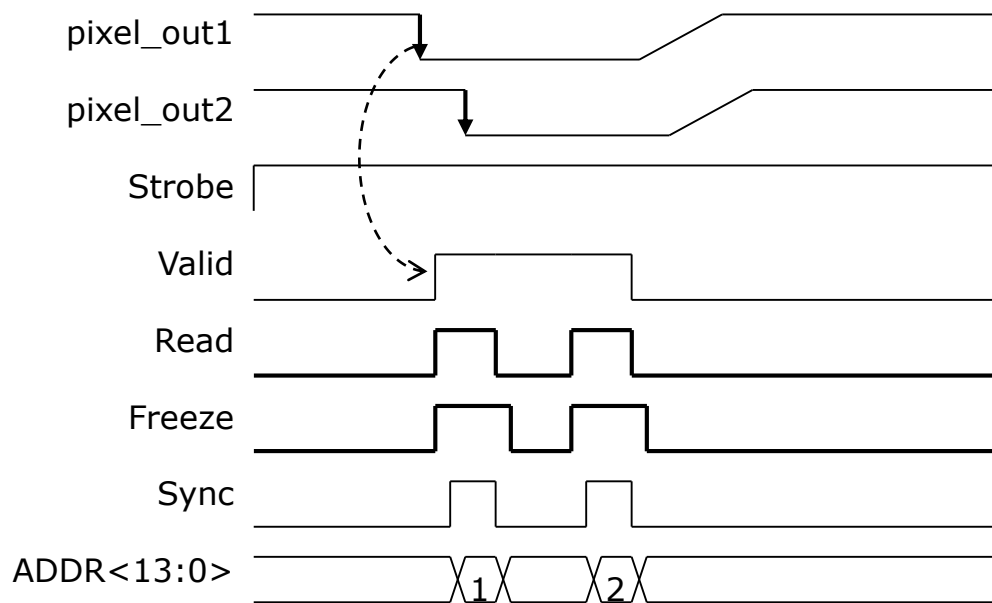 pixel_out1
pixel_out2
Strobe
Valid
Read
Freeze
Sync
ADDR<13:0>
1
2